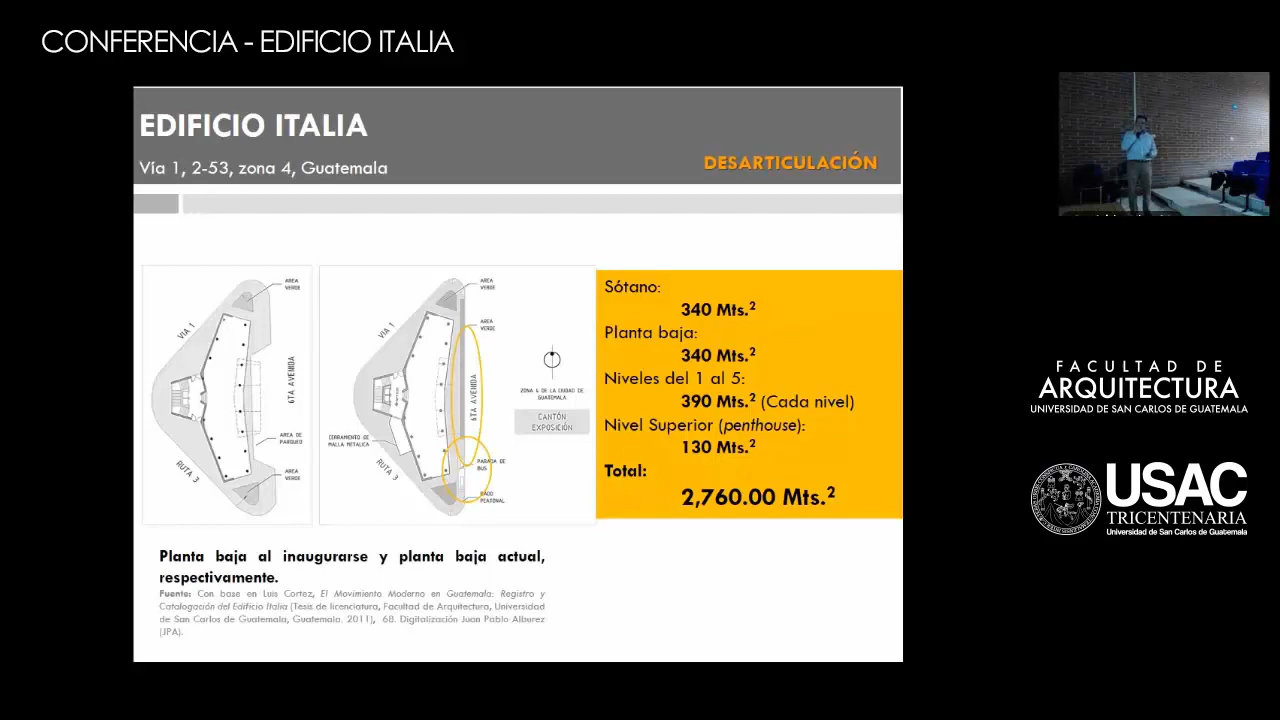 CONFERENCIA - EDIFICIO ITALIA
EDIFICIO ITALIA
Vía 1, 2-53, zona 4, Guatemala
DESARTICULACIÓN
AREA
VERDE
VIA 1
6TA AVENIDA
AREA DE
PARQUEO
RUTA 3
AREA
VERDE
AREA
VERDE
VIA 1
AREA
VERDE
6TA AVENIDA
CERRAMIENTO DE
MALLA METALICA
RUTA 3
PARADA DE
BUS
PASO
PEATONAL
ZONA 4 DE LA CIUDAD DE
GUATEMALA
CANTÓN
EXPOSICIÓN
Sótano:
340 Mts.²
Planta baja:
340 Mts.²
Niveles del 1 al 5:
390 Mts.² (Cada nivel)
Nivel Superior (penthouse):
130 Mts.²
Total:
2,760.00 Mts.²
Planta baja al inaugurarse y planta baja actual,
respectivamente.
Fuente: Con base en Luis Cortez, El Movimiento Moderno en Guatemala: Registro y
Catalogación del Edificio Italia (Tesis de licenciatura, Facultad de Arquitectura, Universidad
de San Carlos de Guatemala, Guatemala. 2011), 68. Digitalización Juan Pablo Alburez
(JPA).
FACULTAD DE
ARQUITECTURA
UNIVERSIDAD DE SAN CARLOS DE GUATEMALA
USAC
TRICENTENARIA
Universidad de San Carlos de Guatemala